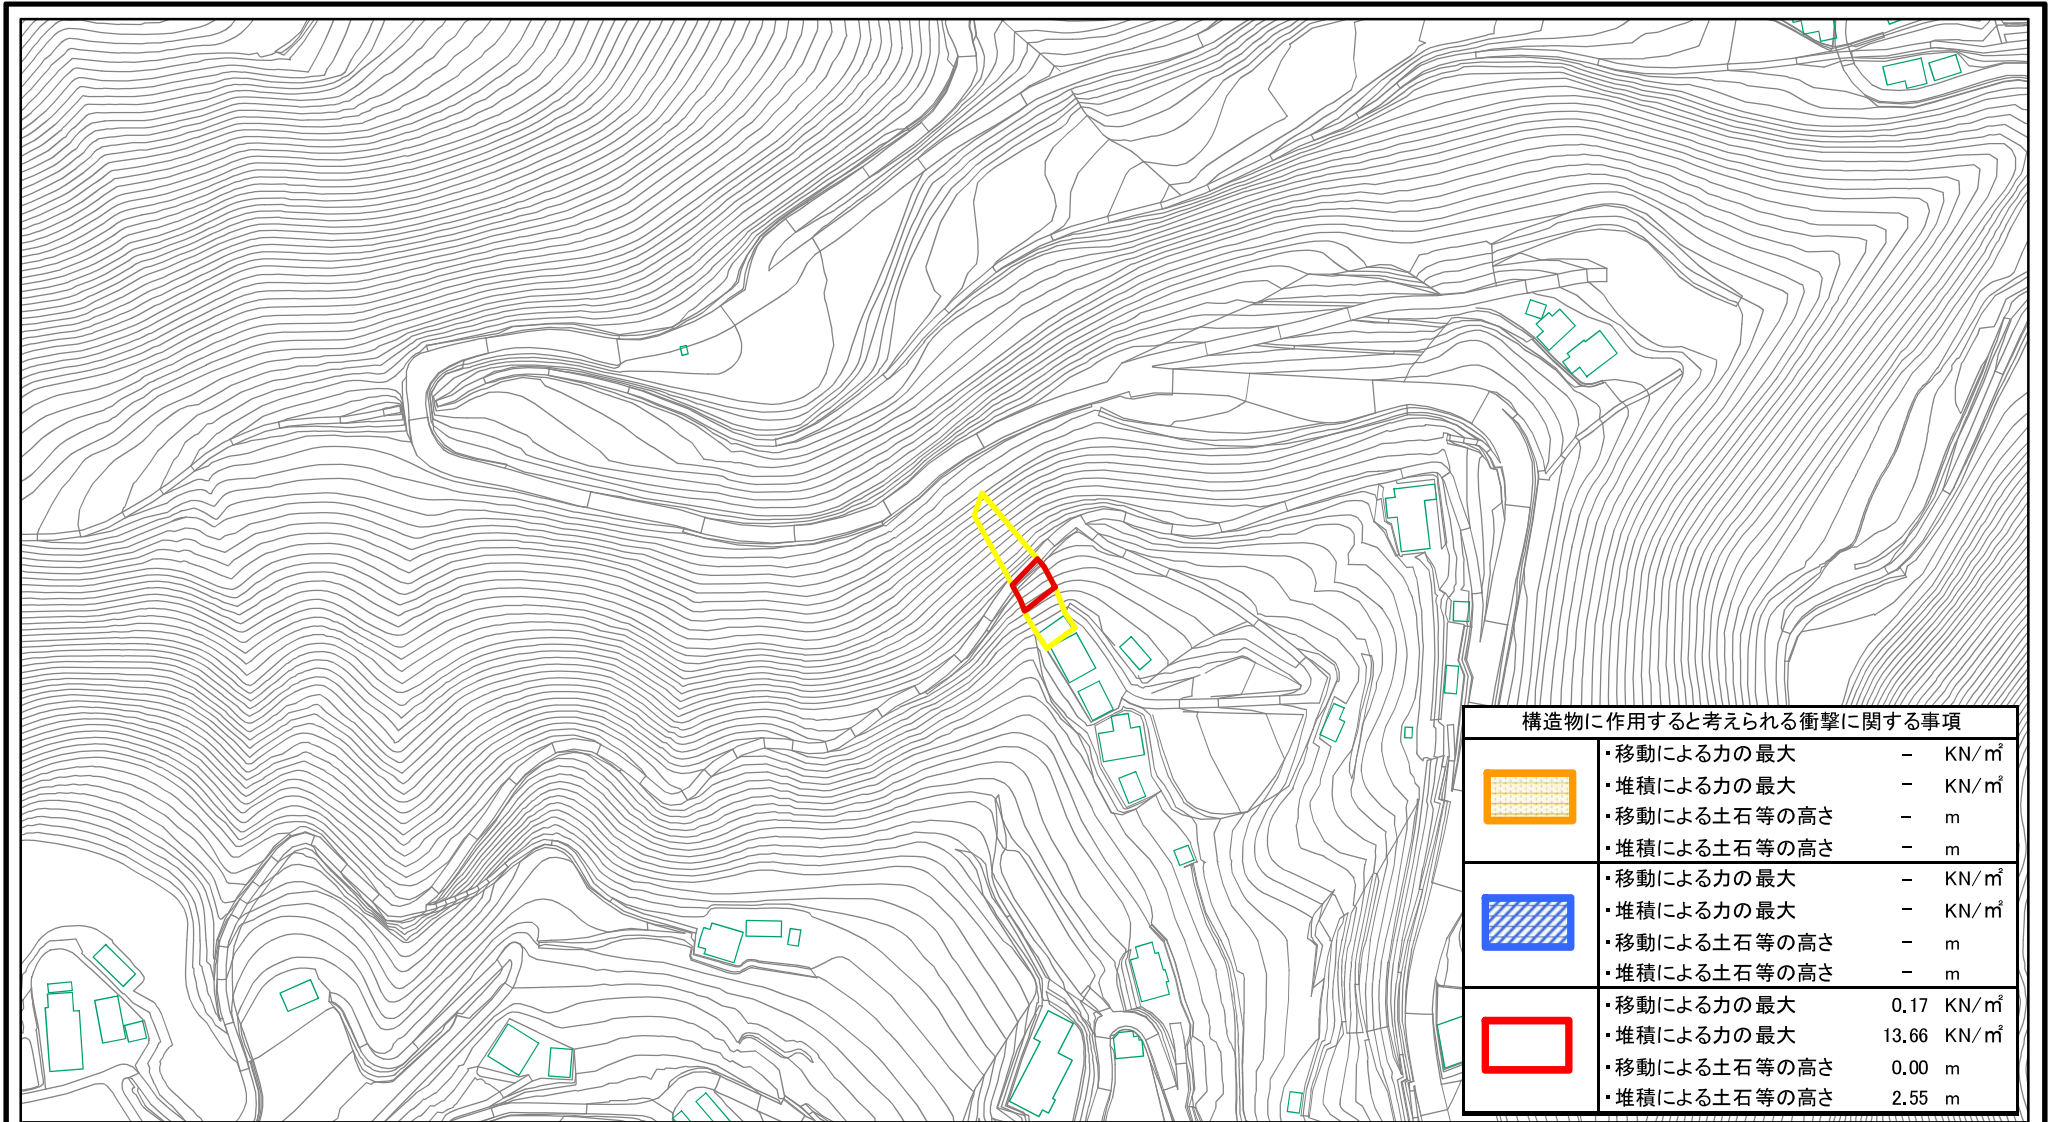 構造物に作用すると考えられる衝撃に関する事項
・移動による力の最大 － KN/㎡
・堆積による力の最大 － KN/㎡
・移動による土石等の高さ － m
・堆積による土石等の高さ － m
・移動による力の最大 － KN/㎡
・堆積による力の最大 － KN/㎡
・移動による土石等の高さ － m
・堆積による土石等の高さ － m
・移動による力の最大 0.17 KN/㎡
・堆積による力の最大 13.66 KN/㎡
・移動による土石等の高さ 0.00 m
・堆積による土石等の高さ 2.55 m